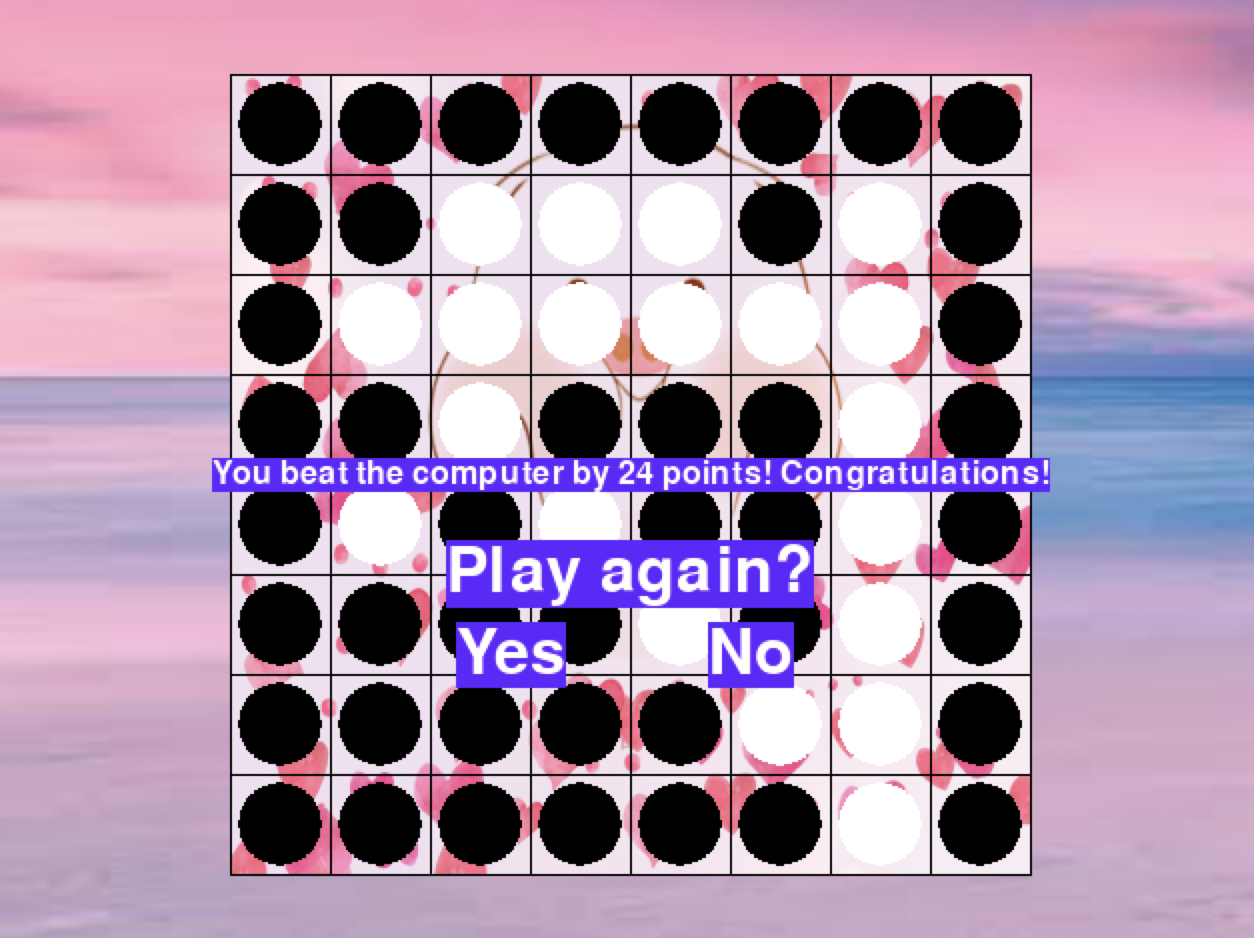 You beat the computer by 24 points! Congratulations!
Play again?
Yes No